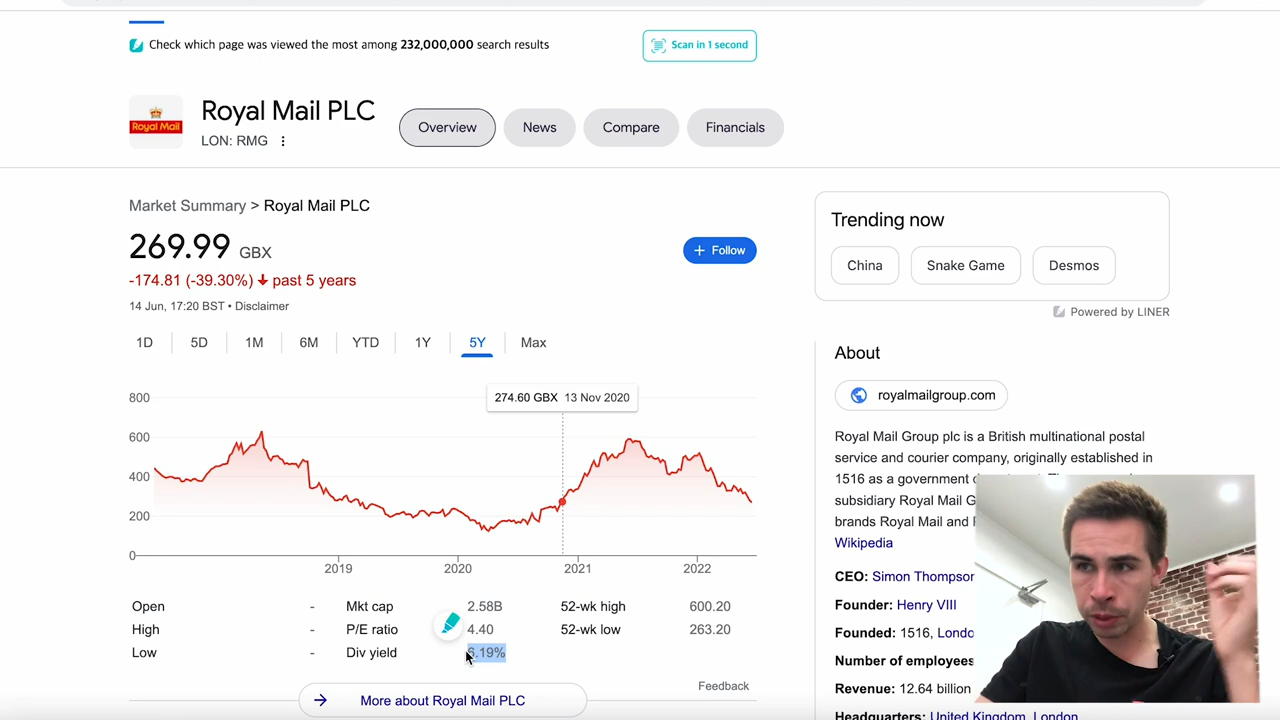 Check which page was viewed the most among 232,000,000 search results
Scan in 1 second
Royal Mail
Royal Mail PLC
LON: RMG
Overview
News
Compare
Financials
Market Summary > Royal Mail PLC
269.99 GBX
+ Follow
-174.81 (-39.30%) past 5 years
14 Jun, 17:20 BST • Disclaimer
1D 5D 1M 6M YTD 1Y 5Y Max
274.60 GBX 13 Nov 2020
800
600
400
200
0
2019 2020 2021 2022
Open - Mkt cap 2.58B 52-wk high 600.20
High - P/E ratio 4.40 52-wk low 263.20
Low - Div yield 6.19%
Feedback
More about Royal Mail PLC
Trending now
China
Snake Game
Desmos
Powered by LINER
About
royalmailgroup.com
Royal Mail Group plc is a British multinational postal
service and courier company, originally established in
1516 as a government
subsidiary Royal Mail G
brands Royal Mail and
Wikipedia
CEO: Simon Thompson
Founder: Henry VIII
Founded: 1516, Londo
Number of employees
Revenue: 12.64 billion
Headquarters: United Kingdom, London